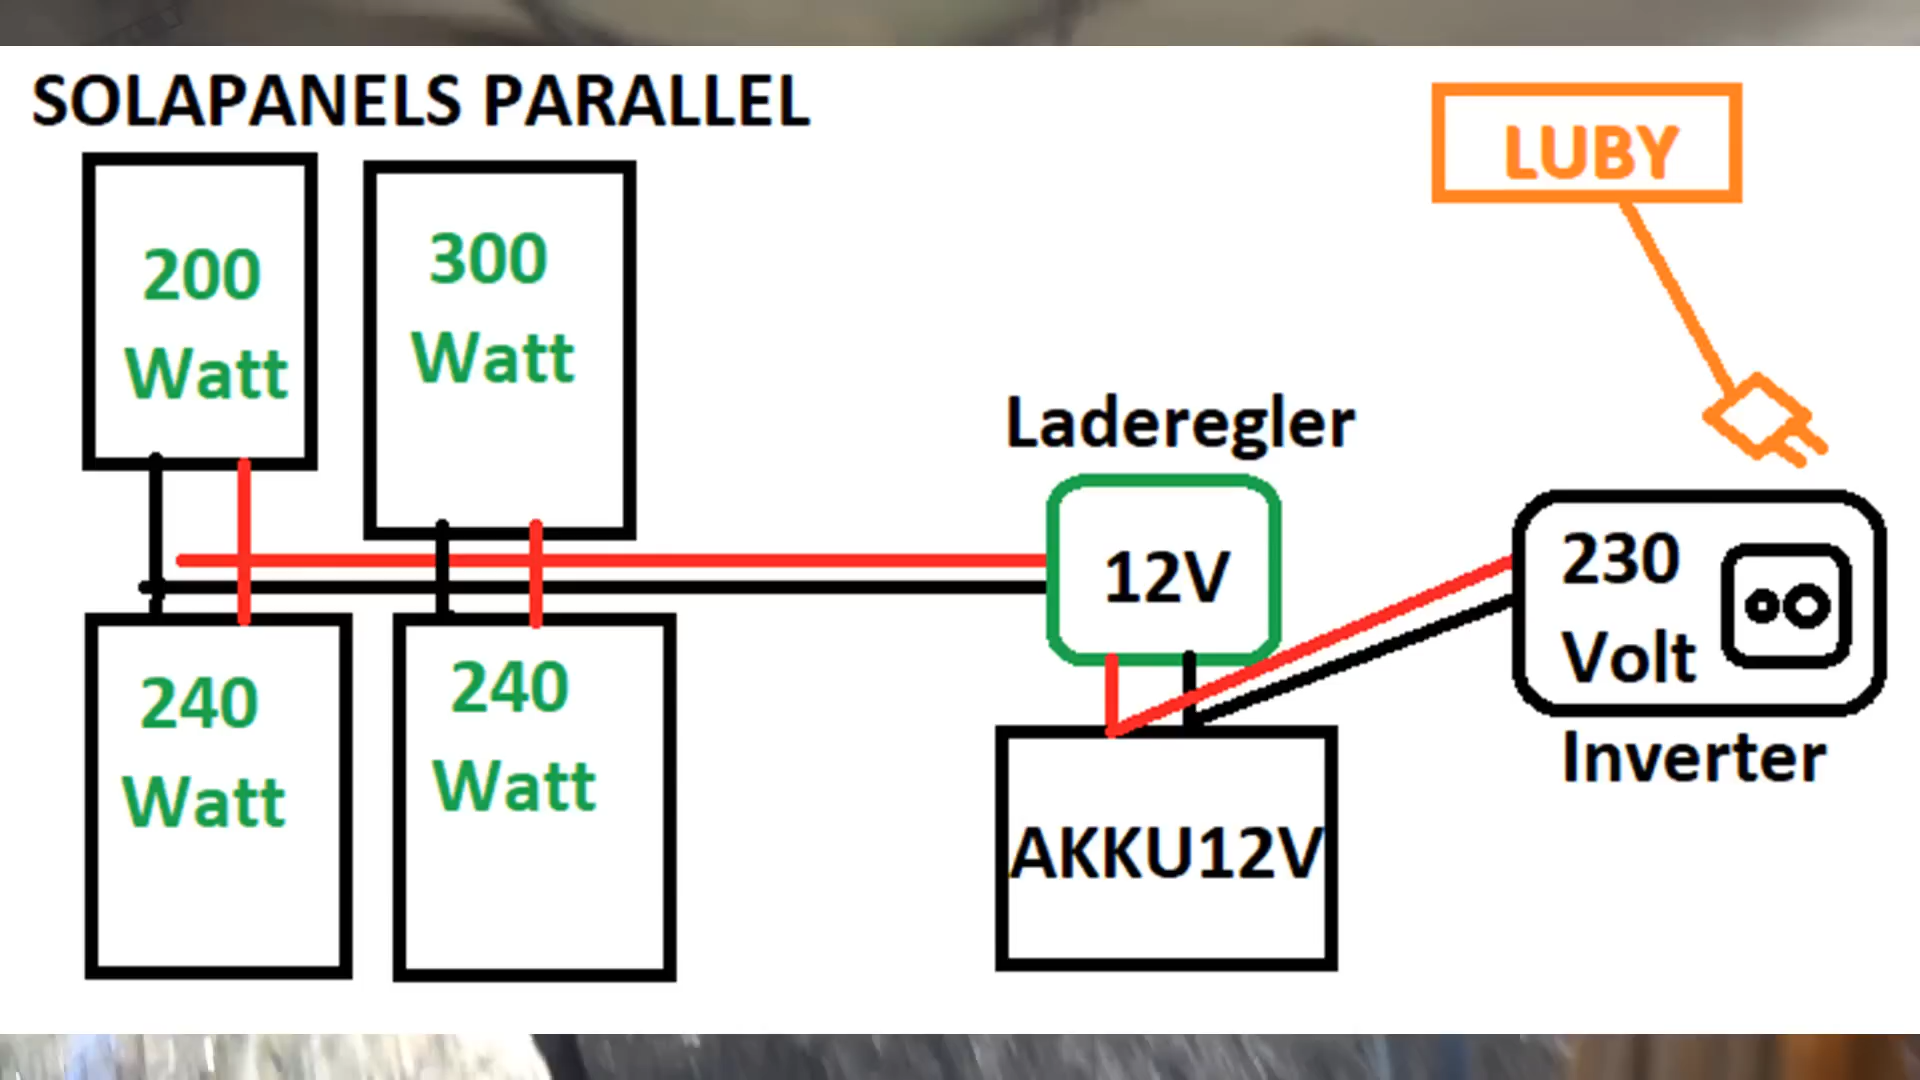 SOLAPANELS PARALLEL
LUBY
200
Watt
300
Watt
Laderegler
12V
230
Volt
Inverter
240
Watt
240
Watt
AKKU12V